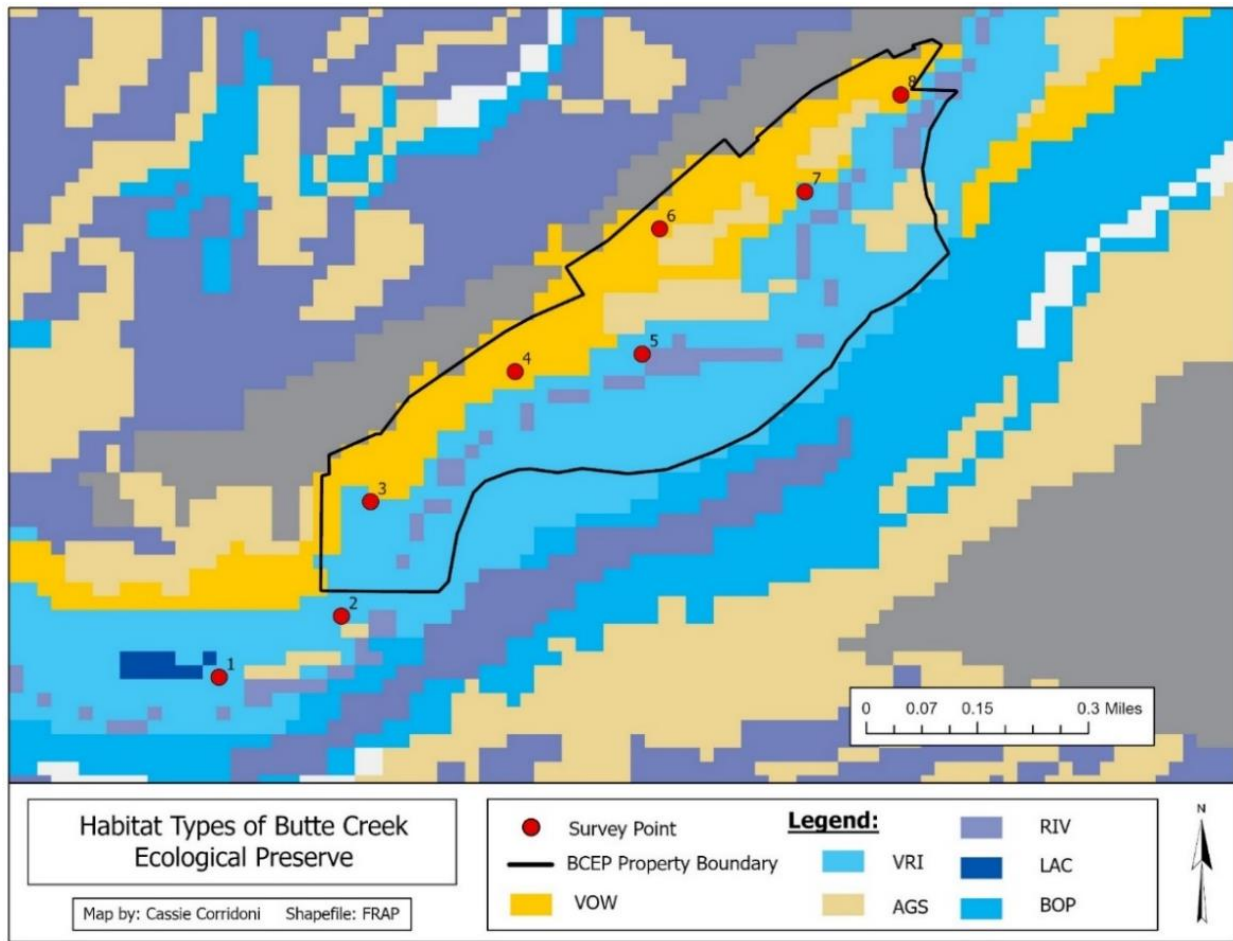 8
7
6
5
4
3
2
1
0 0.07 0.15 0.3 Miles
Habitat Types of Butte Creek
Ecological Preserve
Map by: Cassie Corridoni Shapefile: FRAP
Legend:
Survey Point
BCEP Property Boundary
VOW
VRI
AGS
RIV
LAC
BOP
N